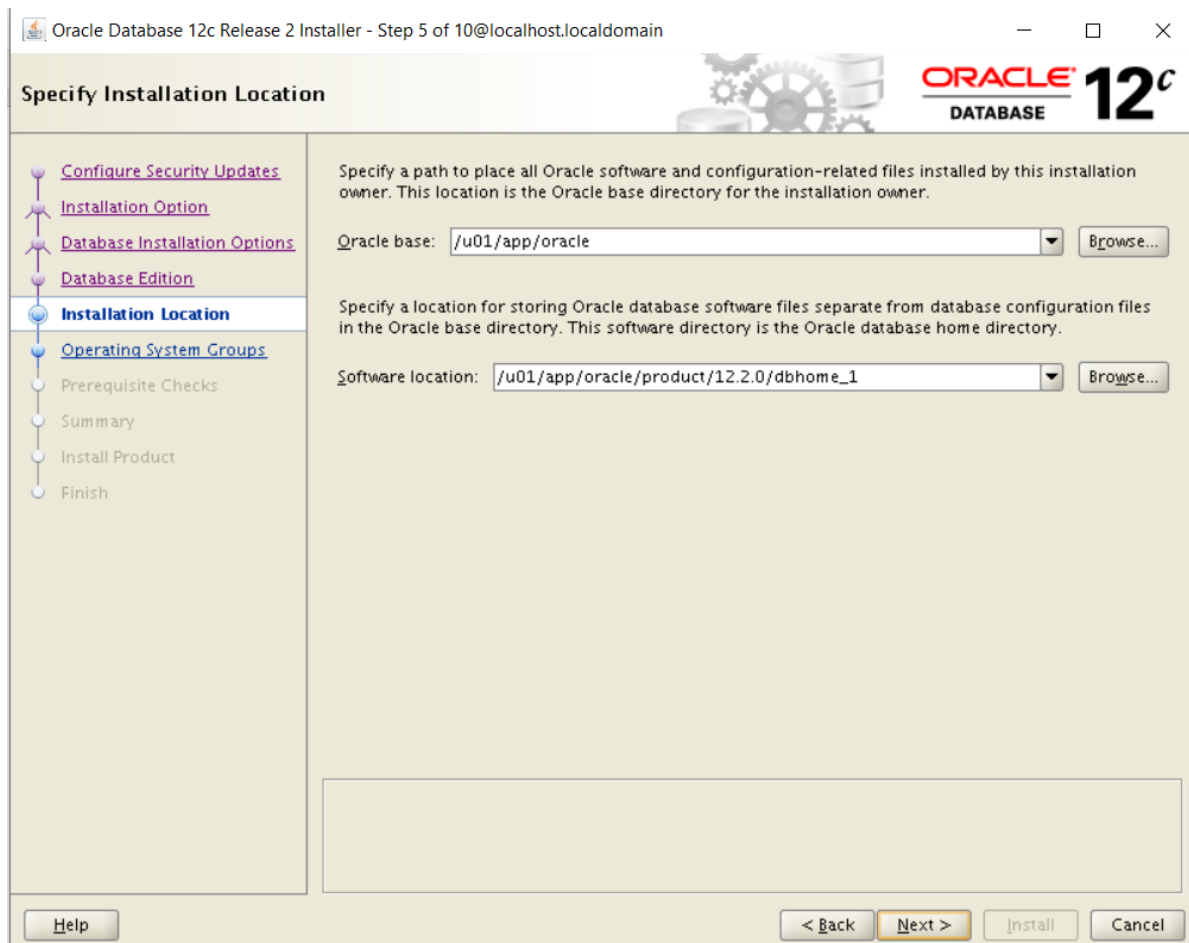 Oracle Database 12c Release 2 Installer - Step 5 of 10@localhost.localdomain
Specify Installation Location
ORACLE
DATABASE
12c
Configure Security Updates
Installation Option
Database Installation Options
Database Edition
Installation Location
Operating System Groups
Prerequisite Checks
Summary
Install Product
Finish
Specify a path to place all Oracle software and configuration-related files installed by this installation
owner. This location is the Oracle base directory for the installation owner.
Oracle base: /u01/app/oracle Browse...
Specify a location for storing Oracle database software files separate from database configuration files
in the Oracle base directory. This software directory is the Oracle database home directory.
Software location: /u01/app/oracle/product/12.2.0/dbhome_1 Browse...
Help < Back Next > Install Cancel